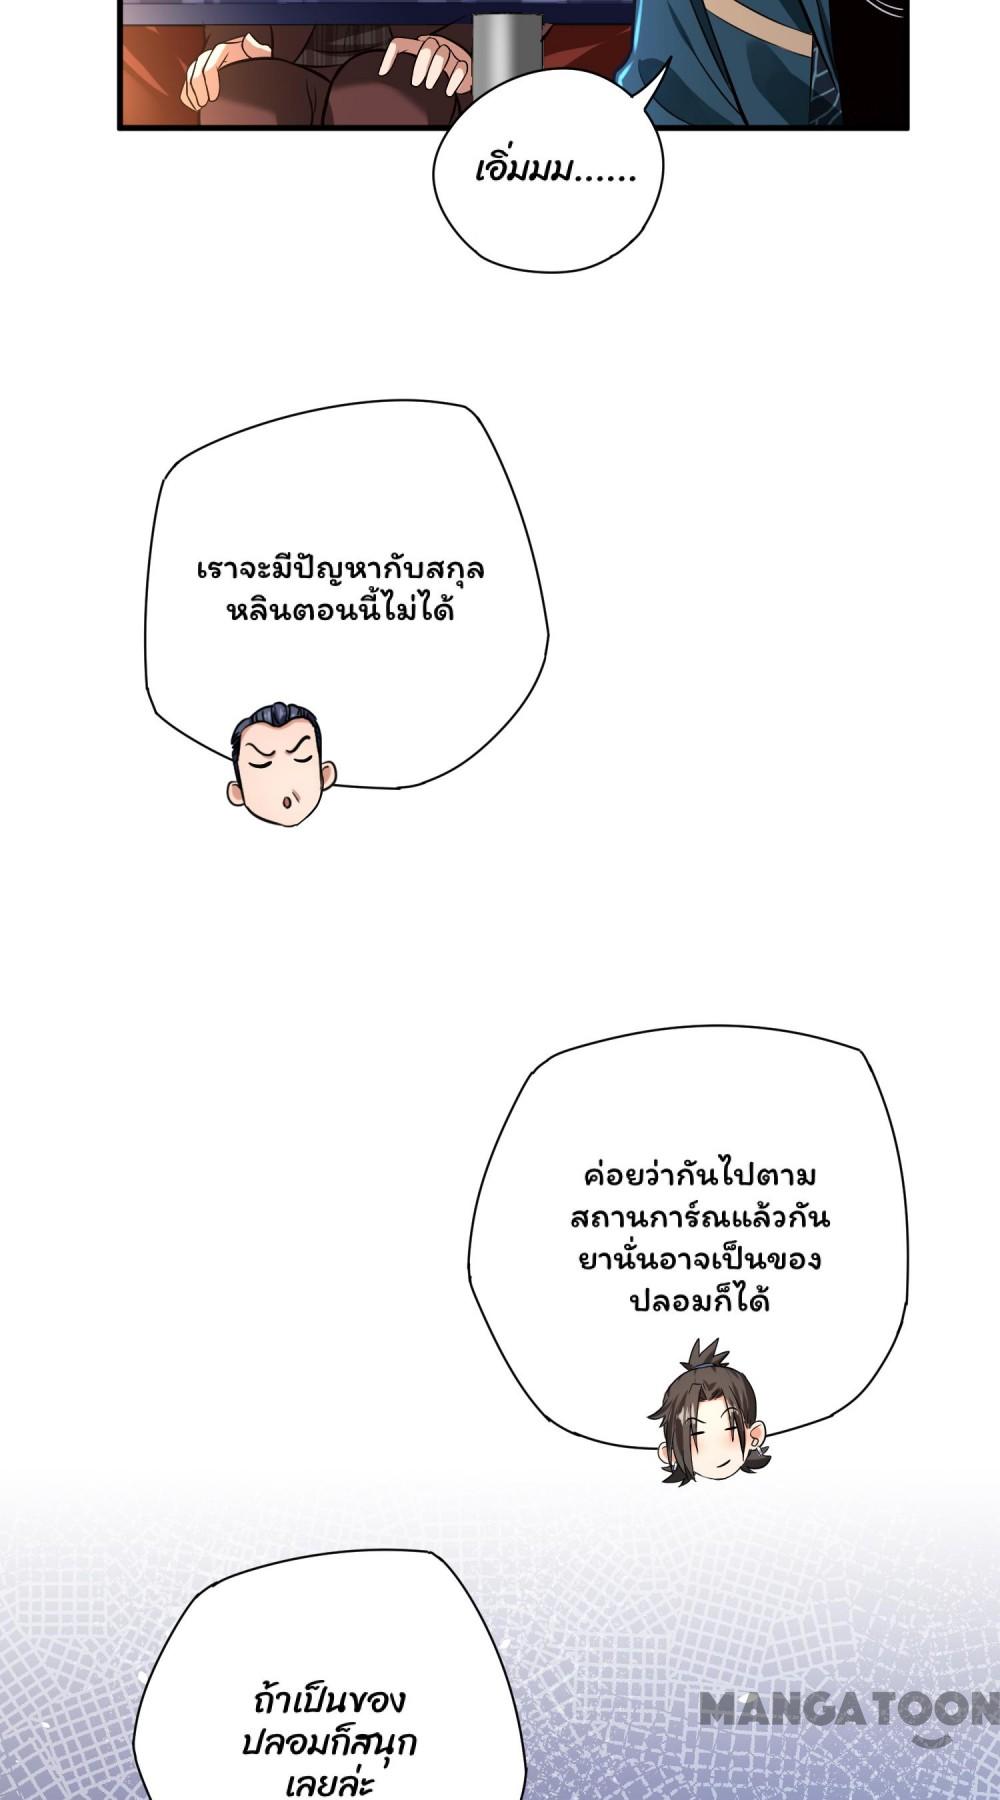 เอิ่มมม......
เราจะมีปัญหากับสกุล
หลินตอนนี้ไม่ได้
ค่อยว่ากันไปตาม
สถานการ์ณแล้วกัน
ยานั่นอาจเป็นของ
ปลอมก็ได้
ถ้าเป็นของ
ปลอมก็สนุก
เลยล่ะ
MANGATOON